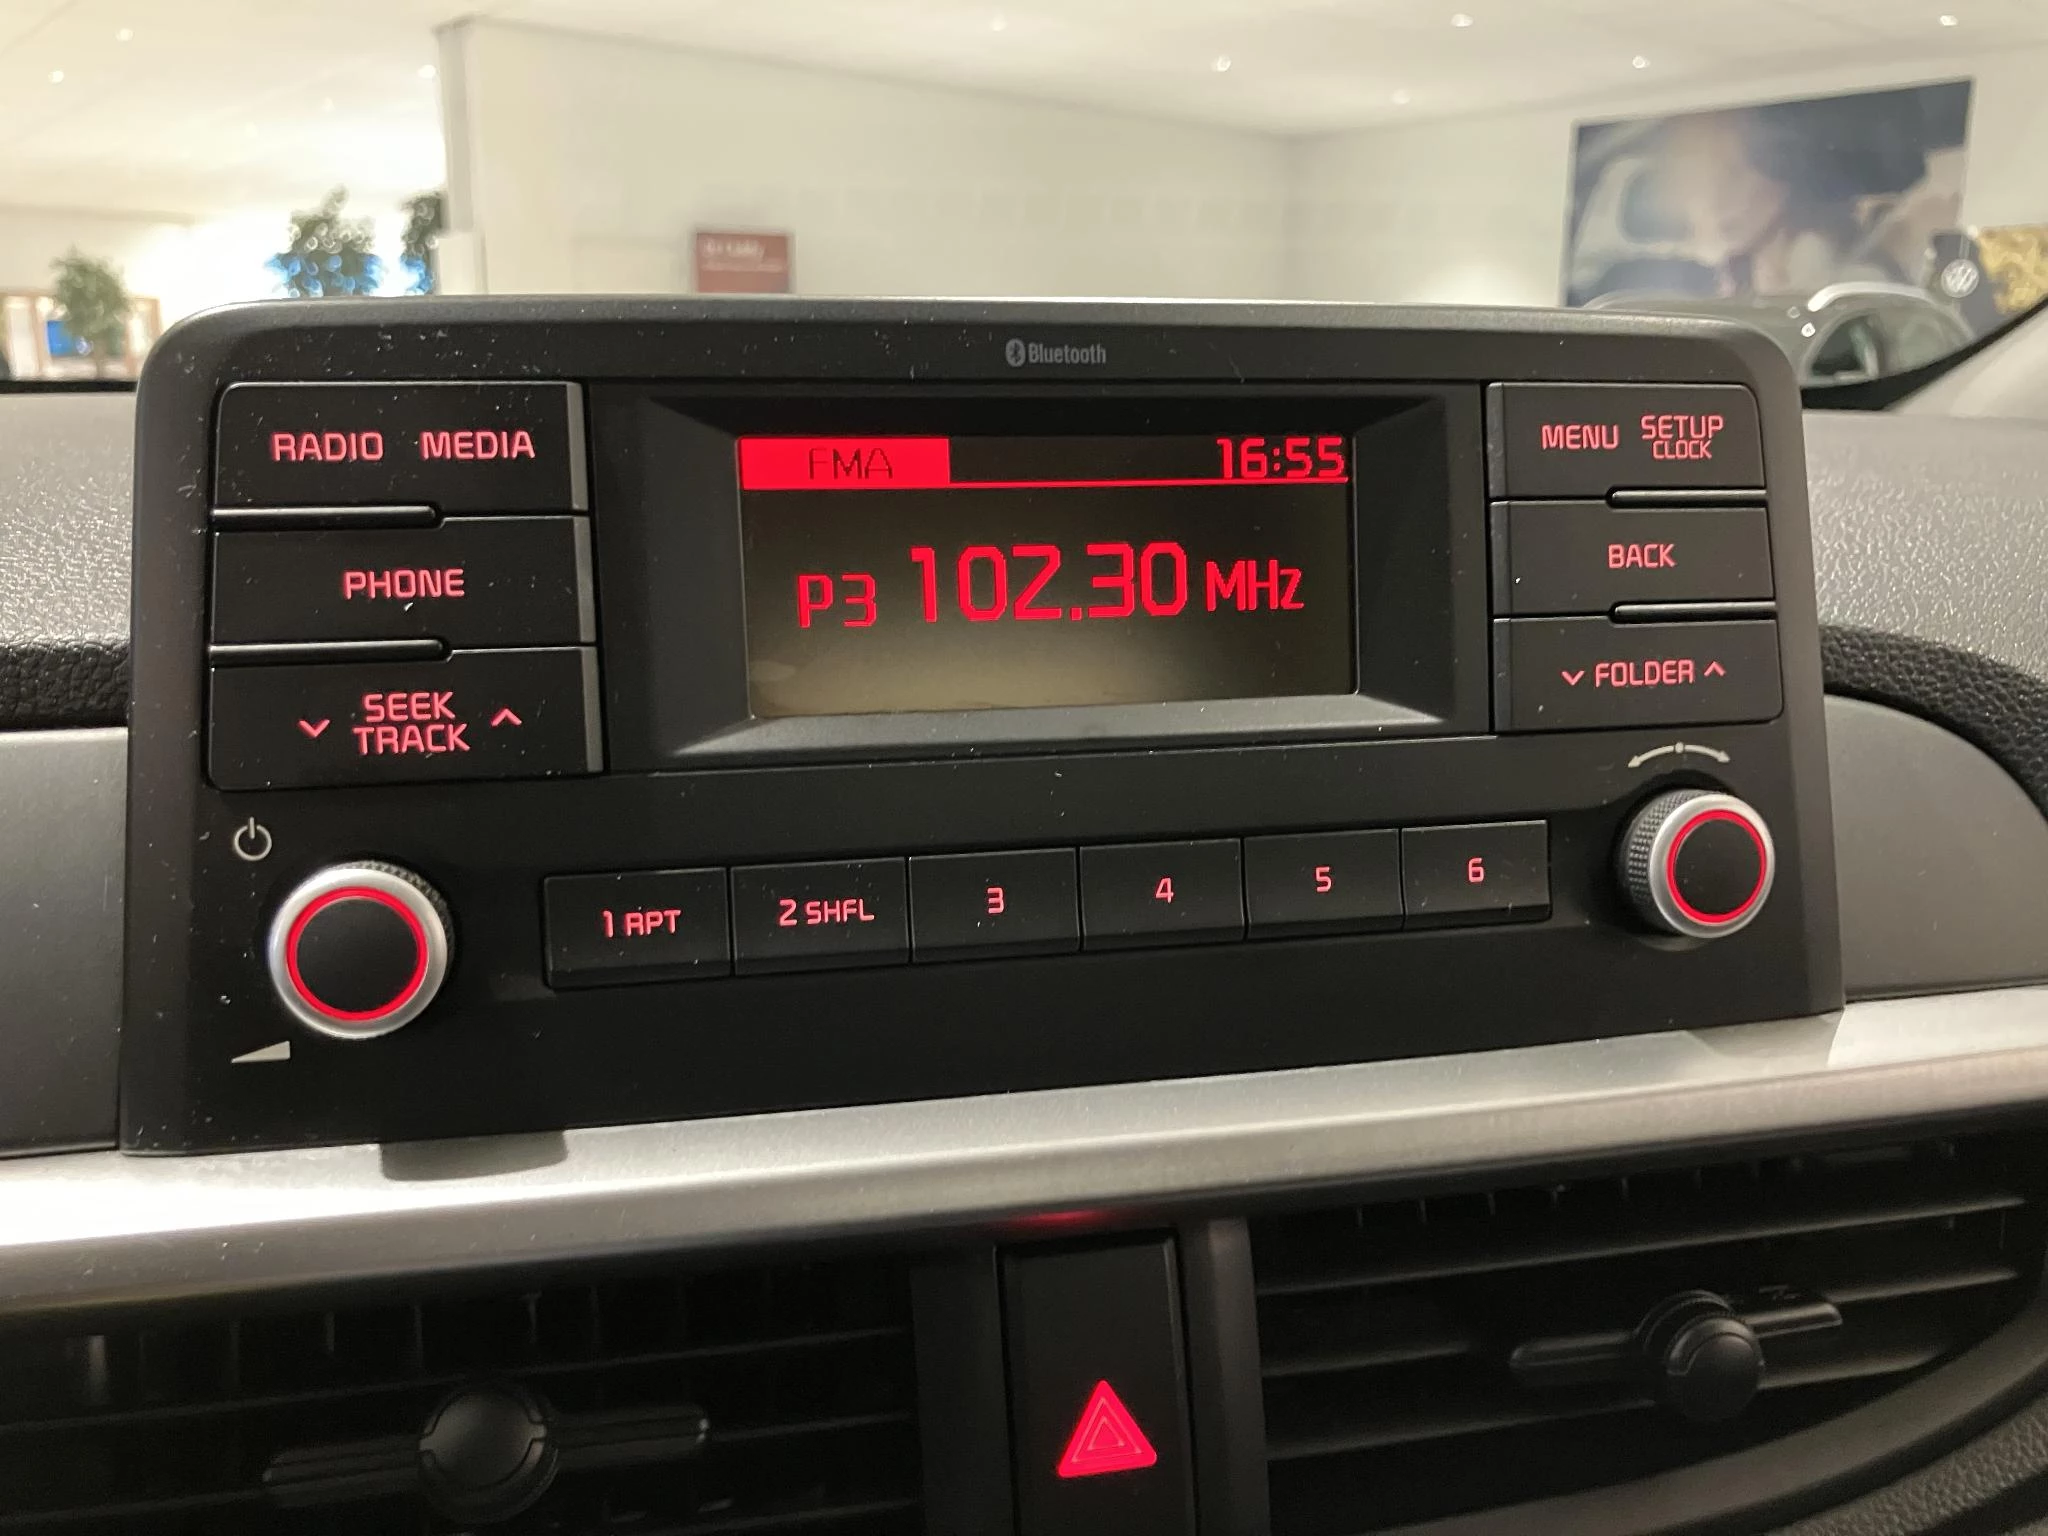 Bluetooth
RADIO MEDIA
PHONE
SEEK
TRACK
FMA 16:55
P3 102.30 MHz
MENU SETUP
CLOCK
BACK
FOLDER
1 RPT 2 SHFL 3 4 5 6